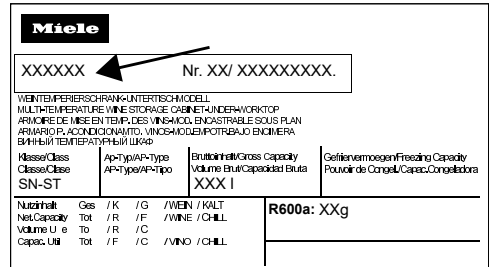 Miele
XXXXXX Nr. XX/ XXXXXXXXX.
WEINTEMPERIERSCHRANK-UNTERTISCHMODELL
MULTI-TEMPERATURE WINE STORAGE CABINET-UNDER-WORKTOP
ARMOIRE DE MISE EN TEMP. DES VINS-MOD. ENCASTRABLE SOUS PLAN
ARMARIO P. ACONDICIONAMTO. VINOS-MOD.EMPOTR.BAJO ENCIMERA
ВИННЫЙ ТЕМПЕРАТУРНЫЙ ШКАФ
Klasse/Class Ap-Typ/AP-Type Bruttoinhalt/Gross Capacity Gefriervermoegen/Freezing Capacity
Classe/Clase AP-Type/AP-Tipo Volume Brut/Capacidad Bruta Pouvoir de Congel./Capac.Congeladora
SN-ST XXX l
Nutzinhalt Ges / K / G / WEIN / KALT R600a: XXg
Net.Capacity Tot / R / F / WINE / CHILL
Volume U e To / R / C
Capac. Util Tot / F / C / VINO / CHILL